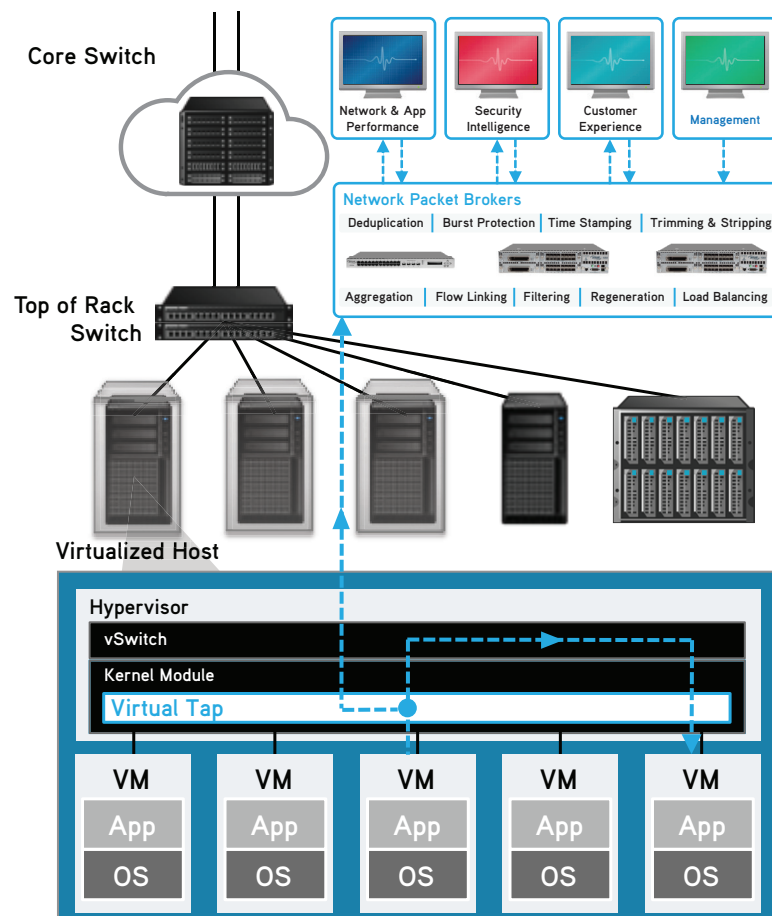 Core Switch
Network & App
Performance
Security
Intelligence
Customer
Experience
Management
Network Packet Brokers
Deduplication
Burst Protection
Time Stamping
Trimming & Stripping
Aggregation
Flow Linking
Filtering
Regeneration
Load Balancing
Top of Rack
Switch
Virtualized Host
Hypervisor
vSwitch
Kernel Module
Virtual Tap
VM
App
OS
VM
App
OS
VM
App
OS
VM
App
OS
VM
App
OS